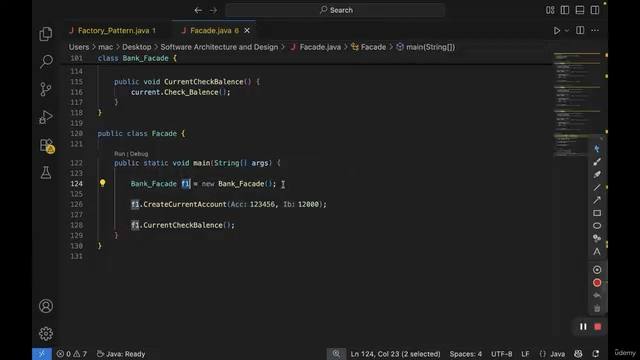 Search
Factory_Pattern.java 1
Facade.java 6
Users > mac > Desktop > Software Architecture and Design > Facade.java > Facade > main(String[])
101 class Bank_Facade {
114
115 public void CurrentCheckBalence() {
116 current.Check_Balence();
117 }
118 }
119
120 public class Facade {
121
Run | Debug
122 public static void main(String[] args) {
123
124 Bank_Facade f1 = new Bank_Facade();
125
126 f1.CreateCurrentAccount(Acc: 123456, Ib: 12000);
127
128 f1.CurrentCheckBalence();
129 }
130 }
131
0 7 Java: Ready Ln 124, Col 23 (2 selected) Spaces: 4 UTF-8 LF {} Java
udemy